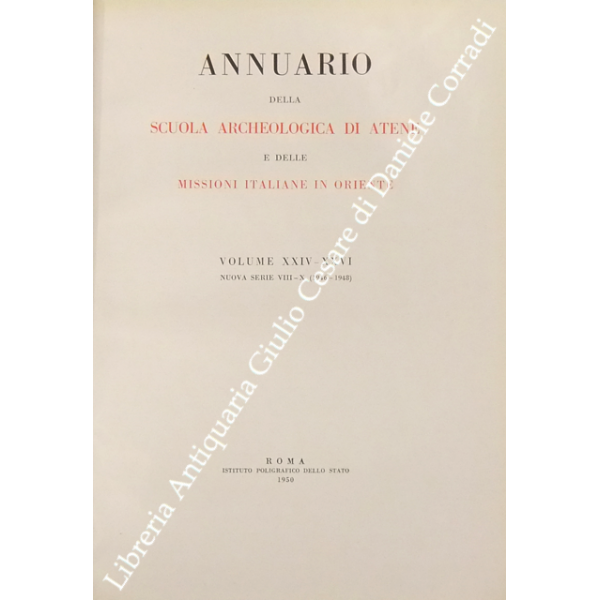 ANNUARIO
DELLA
SCUOLA ARCHEOLOGICA DI ATENE
E DELLE
MISSIONI ITALIANE IN ORIENTE
VOLUME XXIV-XXVI
NUOVA SERIE VIII-X (1946-1948)
ROMA
ISTITUTO POLIGRAFICO DELLO STATO
1950
Libreria Antiquaria Giulio Cesare di Daniele Corradi